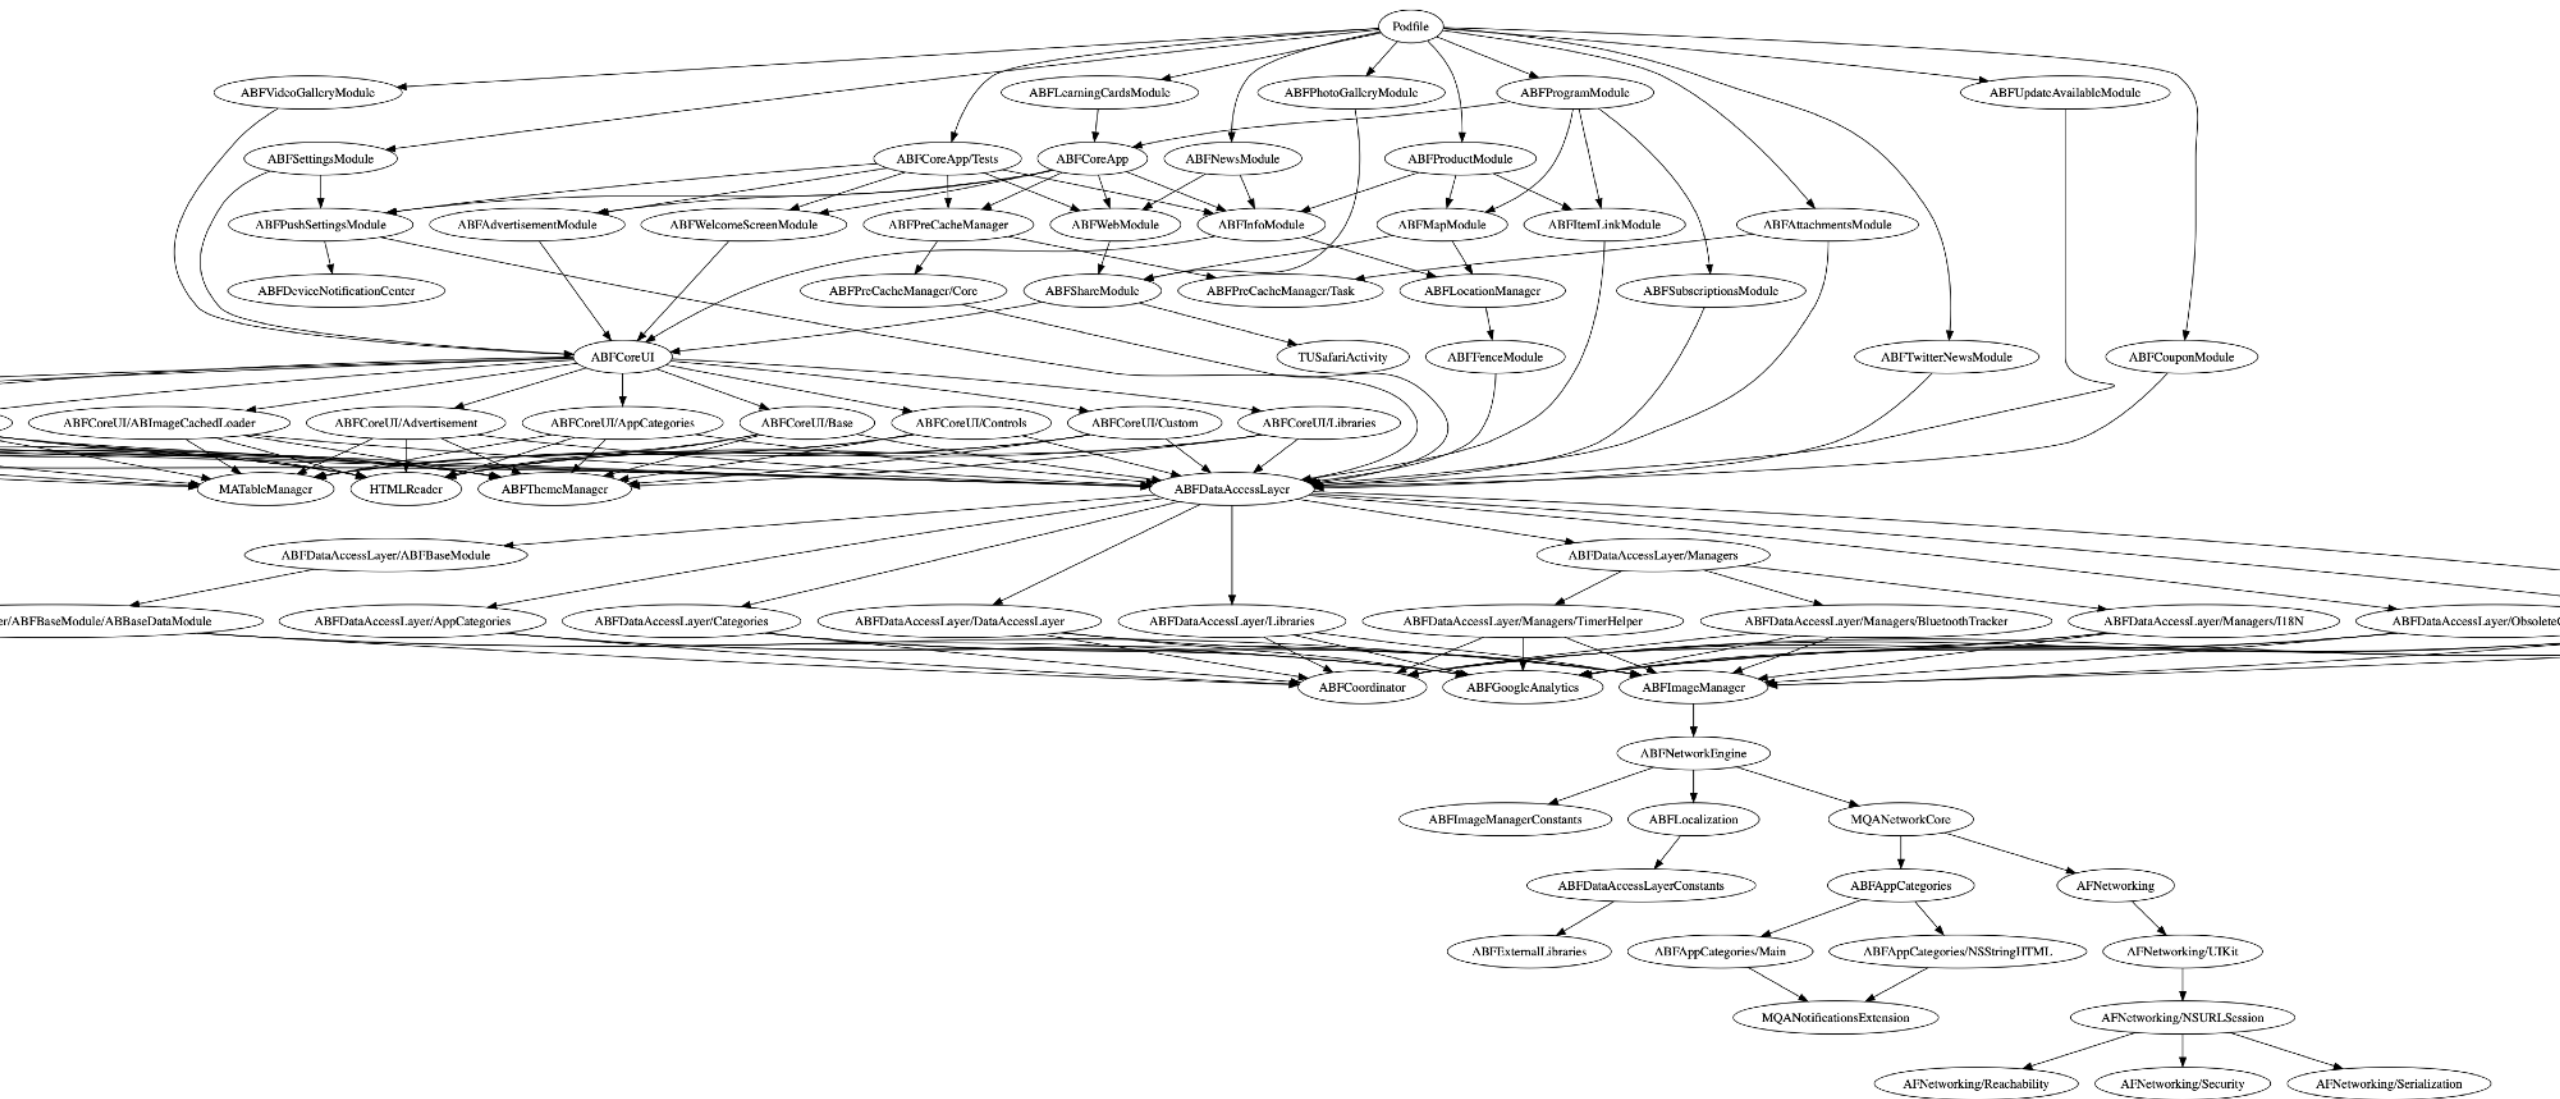 Podfile
ABFVideoGalleryModule
ABFLearningCardsModule
ABFPhotoGalleryModule
ABFProgramModule
ABFUpdateAvailableModule
ABFSettingsModule
ABFCoreApp/Tests
ABFCoreApp
ABFNewsModule
ABFProductModule
ABFPushSettingsModule
ABFAdvertisementModule
ABFWelcomeScreenModule
ABFPreCacheManager
ABFWebModule
ABFInfoModule
ABFMapModule
ABFItemLinkModule
ABFAttachmentsModule
ABFDeviceNotificationCenter
ABFPreCacheManager/Core
ABFShareModule
ABFPreCacheManager/Task
ABFLocationManager
ABFSubscriptionsModule
ABFCoreUI
TUSafariActivity
ABFFenceModule
ABFTwitterNewsModule
ABFCouponModule
ABFCoreUI/ABImageCachedLoader
ABFCoreUI/Advertisement
ABFCoreUI/AppCategories
ABFCoreUI/Base
ABFCoreUI/Controls
ABFCoreUI/Custom
ABFCoreUI/Libraries
MATableManager
HTMLReader
ABFThemeManager
ABFDataAccessLayer
ABFDataAccessLayer/ABFBaseModule
ABFDataAccessLayer/Managers
er/ABFBaseModule/ABBaseDataModule
ABFDataAccessLayer/AppCategories
ABFDataAccessLayer/Categories
ABFDataAccessLayer/DataAccessLayer
ABFDataAccessLayer/Libraries
ABFDataAccessLayer/Managers/TimerHelper
ABFDataAccessLayer/Managers/BluetoothTracker
ABFDataAccessLayer/Managers/I18N
ABFDataAccessLayer/Obsolete
ABFCoordinator
ABFGoogleAnalytics
ABFImageManager
ABFNetworkEngine
ABFImageManagerConstants
ABFLocalization
MQANetworkCore
ABFDataAccessLayerConstants
ABFAppCategories
AFNetworking
ABFExternalLibraries
ABFAppCategories/Main
ABFAppCategories/NSStringHTML
AFNetworking/UIKit
MQANotificationsExtension
AFNetworking/NSURLSession
AFNetworking/Reachability
AFNetworking/Security
AFNetworking/Serialization